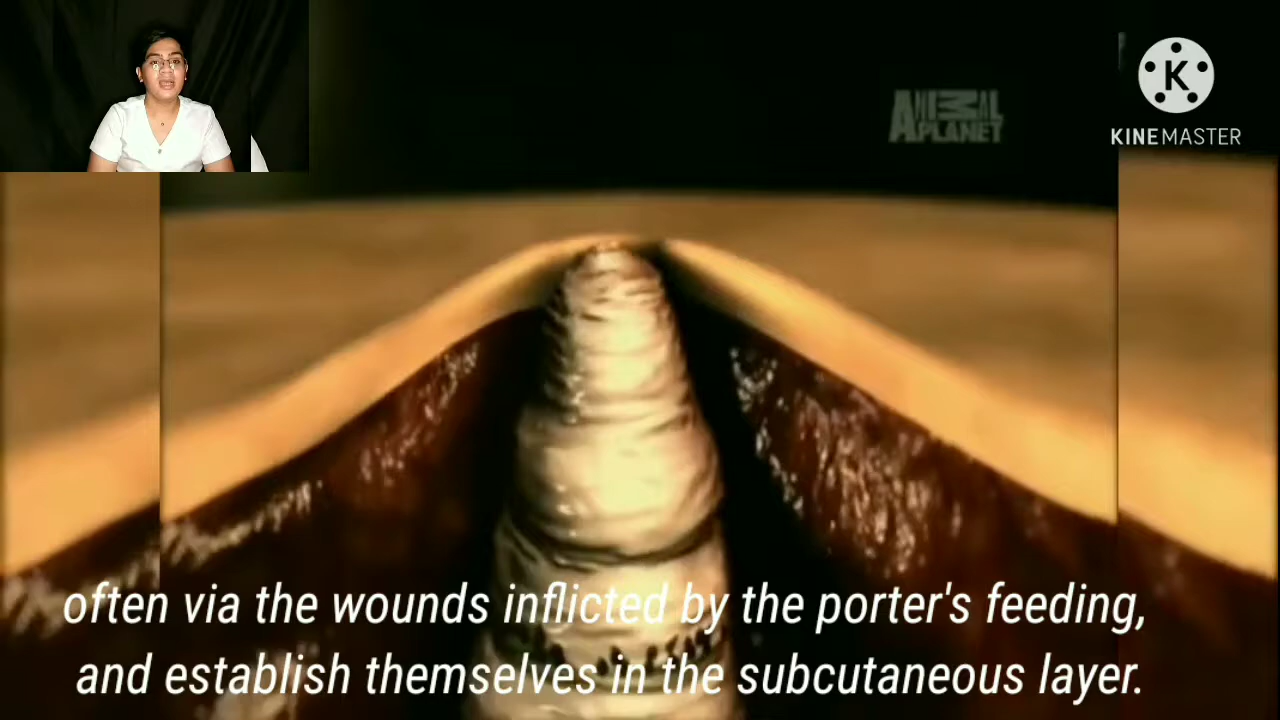 ANIMAL
PLANET
K
KINEMASTER
often via the wounds inflicted by the porter's feeding,
and establish themselves in the subcutaneous layer.